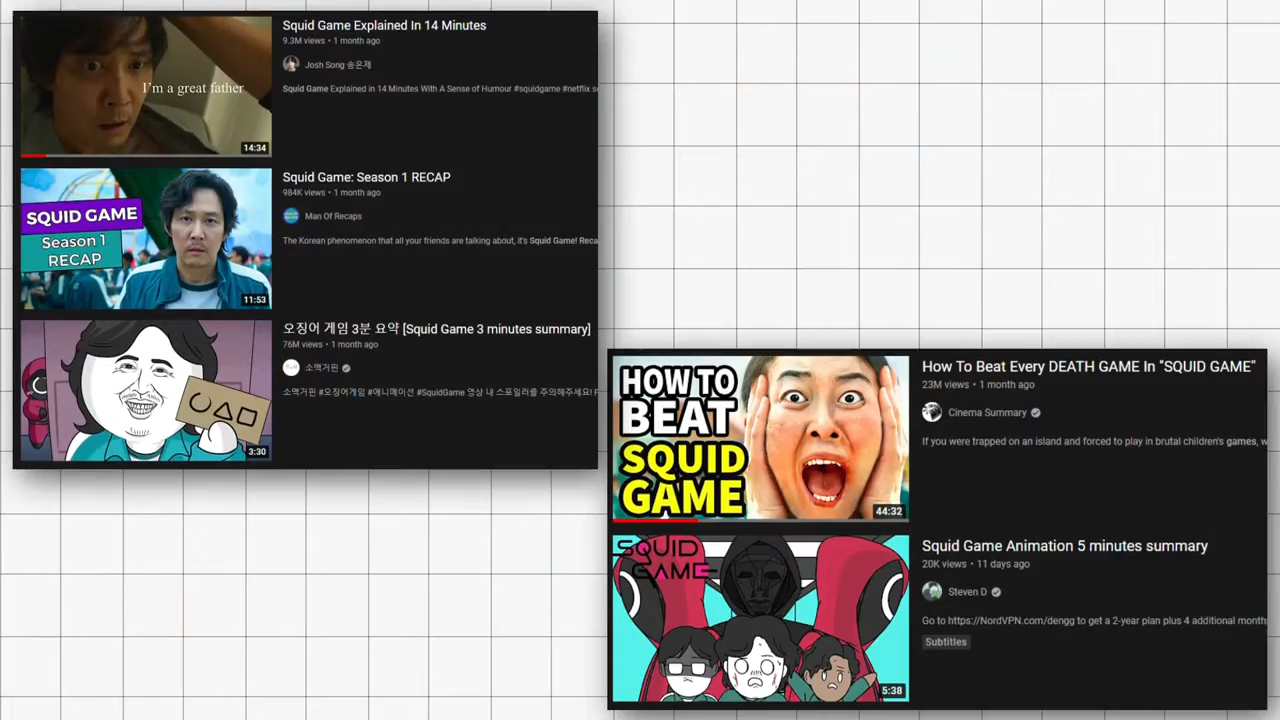 I'm a great father
14:34
Squid Game Explained In 14 Minutes
9.3M views • 1 month ago
Josh Song 송은제
Squid Game Explained in 14 Minutes With A Sense of Humour #squidgame #netflix
SQUID GAME
Season 1
RECAP
11:53
Squid Game: Season 1 RECAP
984K views • 1 month ago
Man Of Recaps
The Korean phenomenon that all your friends are talking about, it's Squid Game! Reca
3:30
오징어 게임 3분 요약 [Squid Game 3 minutes summary]
76M views • 1 month ago
소맥거핀
소맥거핀 #오징어게임 #애니메이션 #SquidGame 영상 내 스포일러를 주의해주세요!
HOW TO
BEAT
SQUID
GAME
44:32
How To Beat Every DEATH GAME In "SQUID GAME"
23M views • 1 month ago
Cinema Summary
If you were trapped on an island and forced to play in brutal children's games, w
SQUID
GAME
5:38
Squid Game Animation 5 minutes summary
20K views • 11 days ago
Steven D
Go to https://NordVPN.com/dengg to get a 2-year plan plus 4 additional month
Subtitles